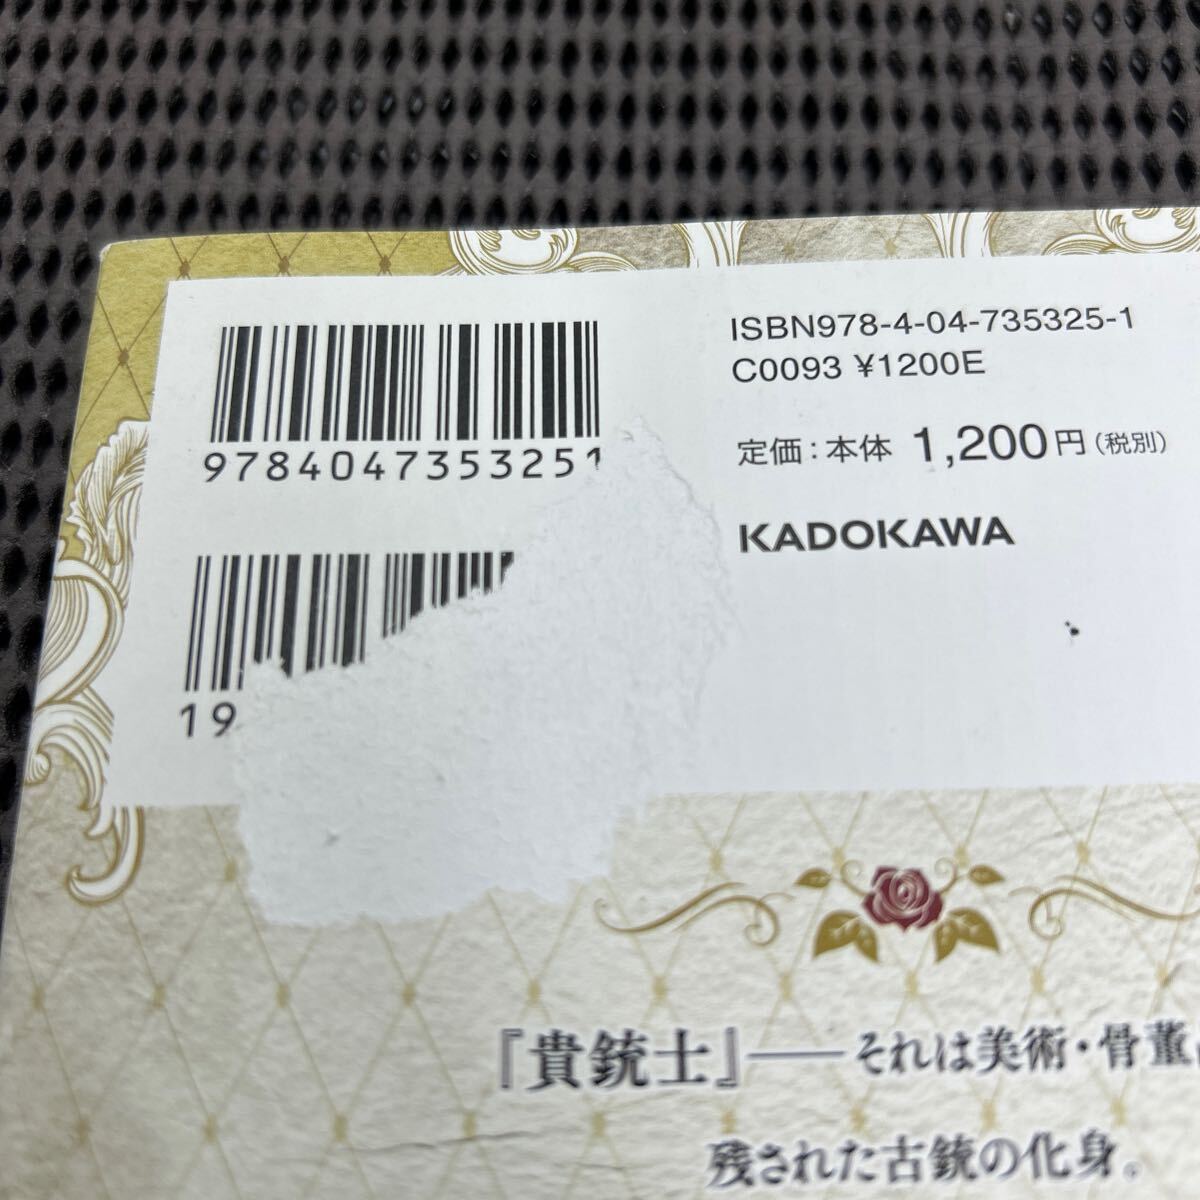 9784047353251
19
ISBN978-4-04-735325-1
C0093 ¥1200E
定価：本体 1,200円（税別）
KADOKAWA
『貴銃士』――それは美術・骨董
残された古銃の化身。